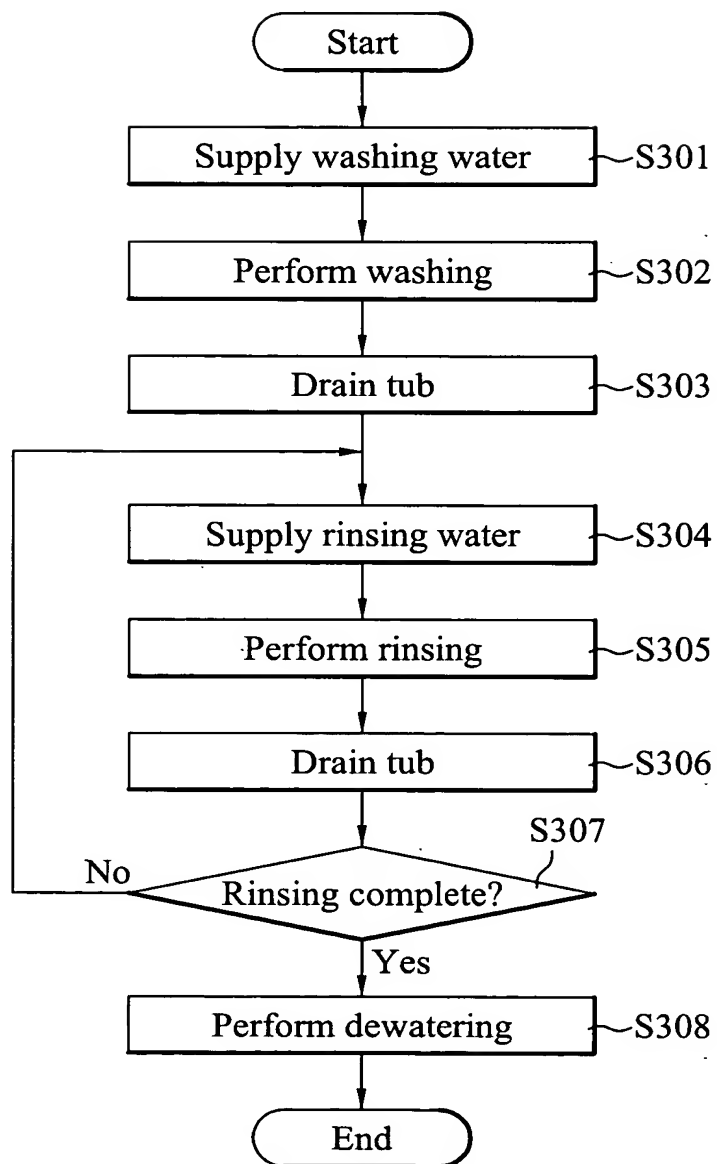 Start
Supply washing water S301
Perform washing S302
Drain tub S303
Supply rinsing water S304
Perform rinsing S305
Drain tub S306
S307
No
Rinsing complete?
Yes
Perform dewatering S308
End